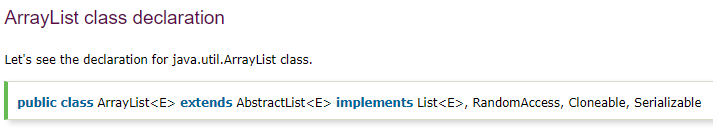 ArrayList class declaration
Let's see the declaration for java.util.ArrayList class.
public class ArrayList<E> extends AbstractList<E> implements List<E>, RandomAccess, Cloneable, Serializable